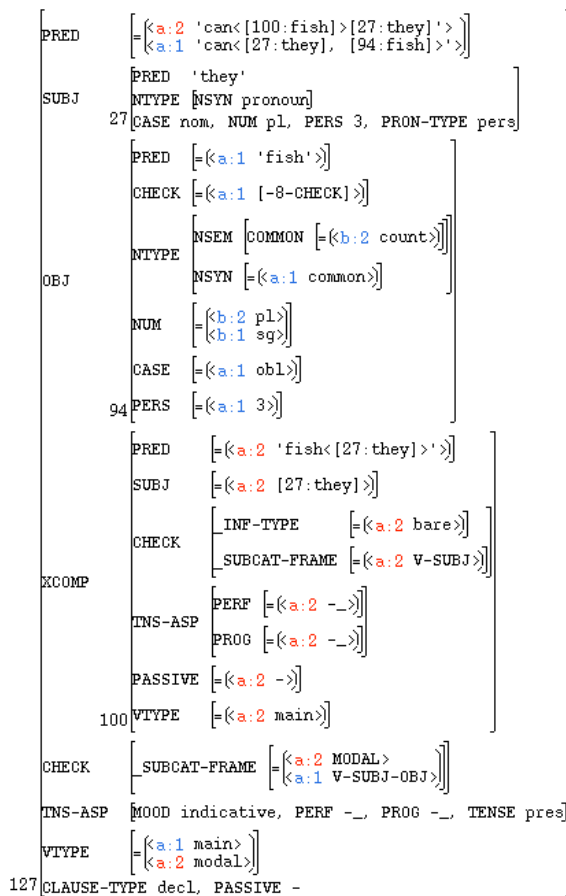 PRED
=<a:2 'can<[100:fish]>[27:they]'>
<a:1 'can<[27:they], [94:fish]>'>
SUBJ
PRED 'they'
NTYPE [NSYN pronoun]
27 CASE nom, NUM pl, PERS 3, PRON-TYPE pers
OBJ
PRED [=(<a:1 'fish'>)]
CHECK [=(<a:1 [-8-CHECK]>)]
NTYPE
NSEM [COMMON [=(<b:2 count>)]]
NSYN [=(<a:1 common>)]
NUM
=<b:2 pl>
<b:1 sg>
CASE [=(<a:1 obl>)]
94 PERS [=(<a:1 3>)]
XCOMP
PRED [=(<a:2 'fish<[27:they]>'>)]
SUBJ [=(<a:2 [27:they]>)]
CHECK
_INF-TYPE [=(<a:2 bare>)]
_SUBCAT-FRAME [=(<a:2 V-SUBJ>)]
TNS-ASP
PERF [=(<a:2 -_>)]
PROG [=(<a:2 -_>)]
PASSIVE [=(<a:2 ->)]
100 VTYPE [=(<a:2 main>)]
CHECK
_SUBCAT-FRAME
=<a:2 MODAL>
<a:1 V-SUBJ-OBJ>
TNS-ASP [MOOD indicative, PERF -_, PROG -_, TENSE pres]
VTYPE
=<a:1 main>
<a:2 modal>
127 CLAUSE-TYPE decl, PASSIVE -